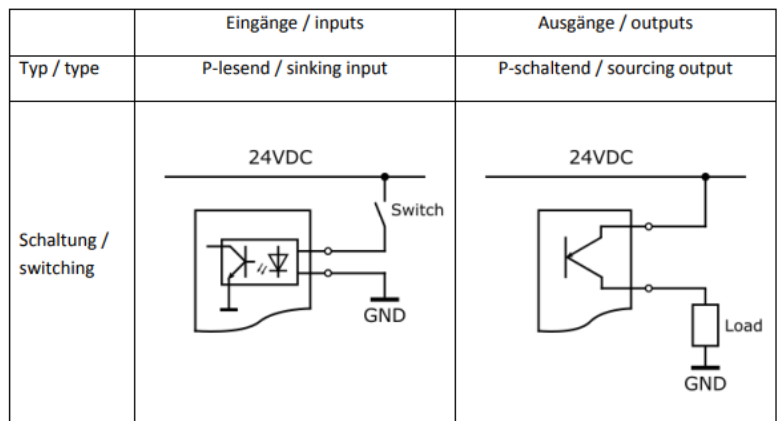 Eingänge / inputs
Ausgänge / outputs
Typ / type
P-lesend / sinking input
P-schaltend / sourcing output
Schaltung /
switching
24VDC
Switch
GND
24VDC
Load
GND